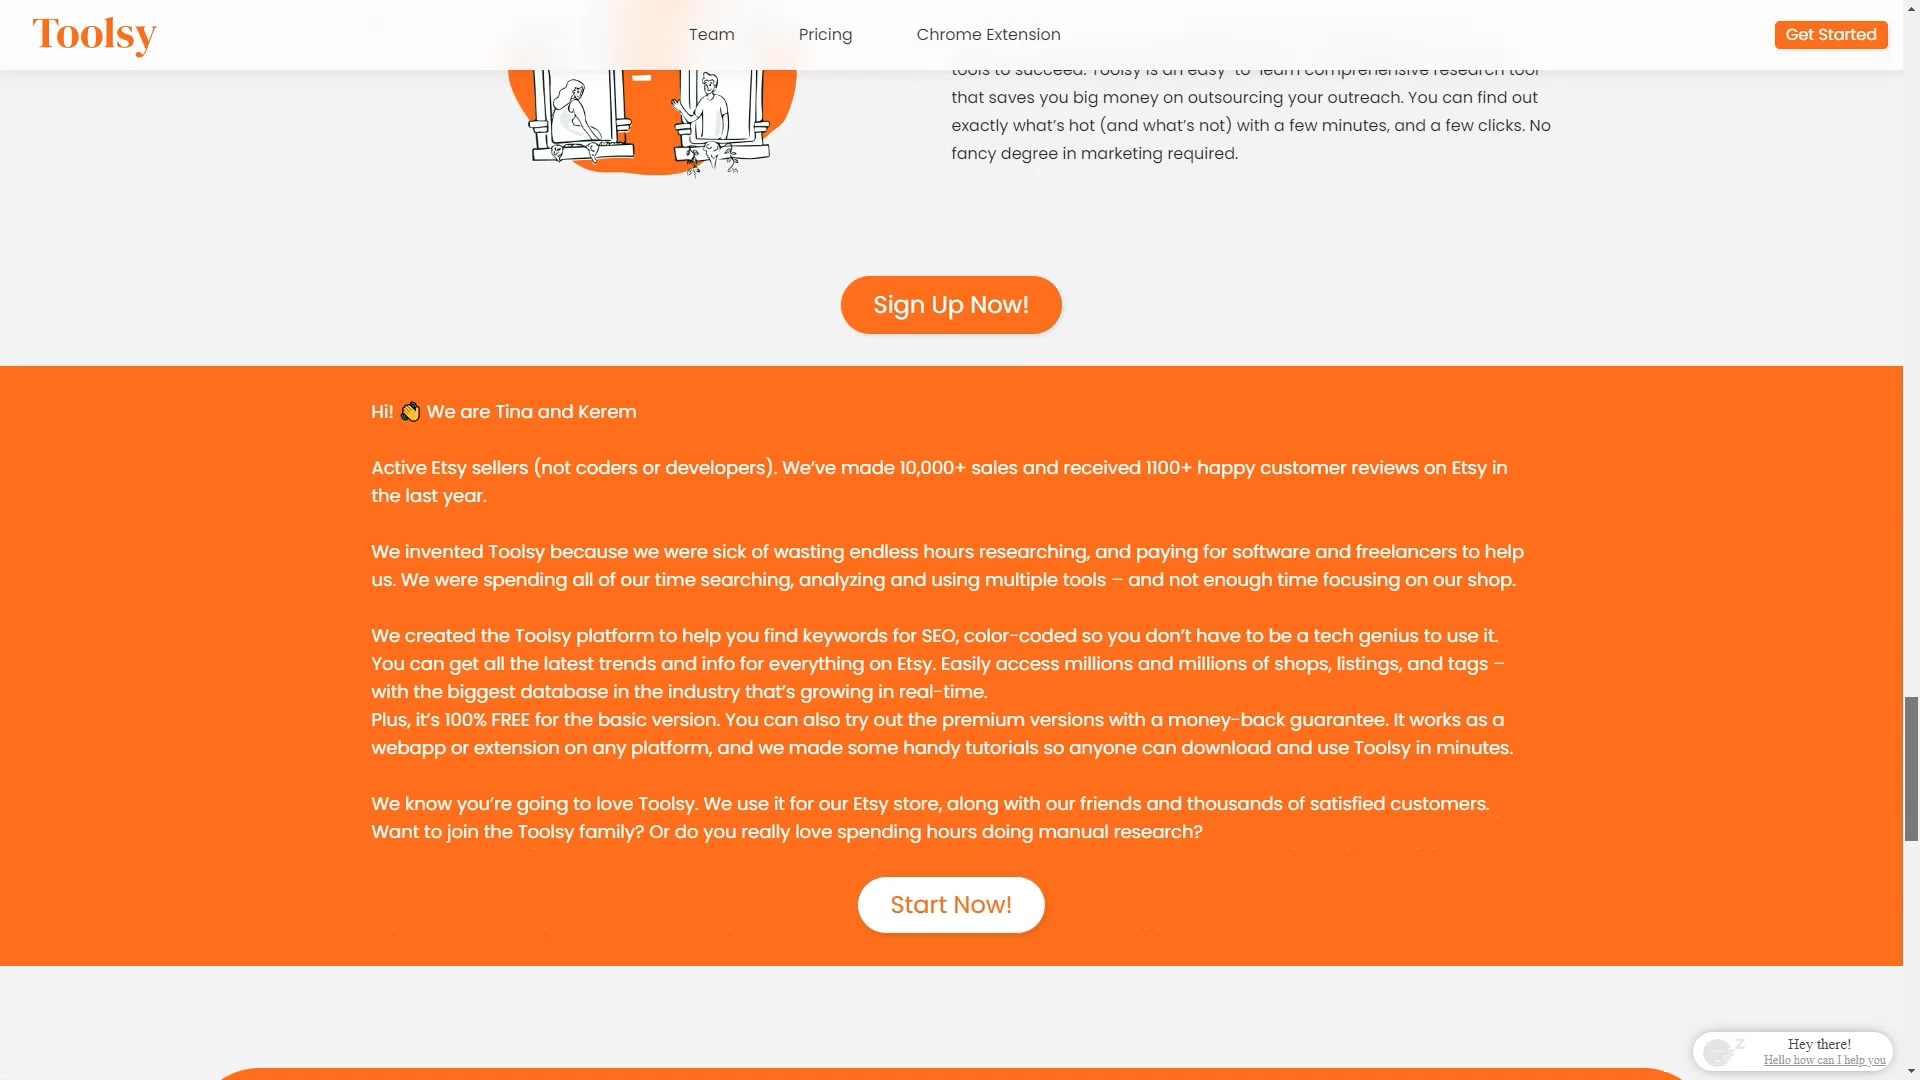 Toolsy
Team
Pricing
Chrome Extension
Get Started
tools to succeed. Toolsy is an easy-to-learn comprehensive research tool
that saves you big money on outsourcing your outreach. You can find out
exactly what’s hot (and what’s not) with a few minutes, and a few clicks. No
fancy degree in marketing required.
Sign Up Now!
Hi! 👋 We are Tina and Kerem
Active Etsy sellers (not coders or developers). We’ve made 10,000+ sales and received 1100+ happy customer reviews on Etsy in
the last year.
We invented Toolsy because we were sick of wasting endless hours researching, and paying for software and freelancers to help
us. We were spending all of our time searching, analyzing and using multiple tools – and not enough time focusing on our shop.
We created the Toolsy platform to help you find keywords for SEO, color-coded so you don’t have to be a tech genius to use it.
You can get all the latest trends and info for everything on Etsy. Easily access millions and millions of shops, listings, and tags –
with the biggest database in the industry that’s growing in real-time.
Plus, it’s 100% FREE for the basic version. You can also try out the premium versions with a money-back guarantee. It works as a
webapp or extension on any platform, and we made some handy tutorials so anyone can download and use Toolsy in minutes.
We know you’re going to love Toolsy. We use it for our Etsy store, along with our friends and thousands of satisfied customers.
Want to join the Toolsy family? Or do you really love spending hours doing manual research?
Start Now!
Hey there!
Hello how can I help you